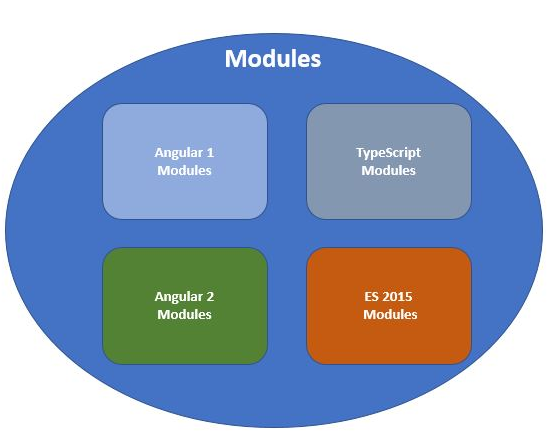 Modules
Angular 1
Modules
TypeScript
Modules
Angular 2
Modules
ES 2015
Modules